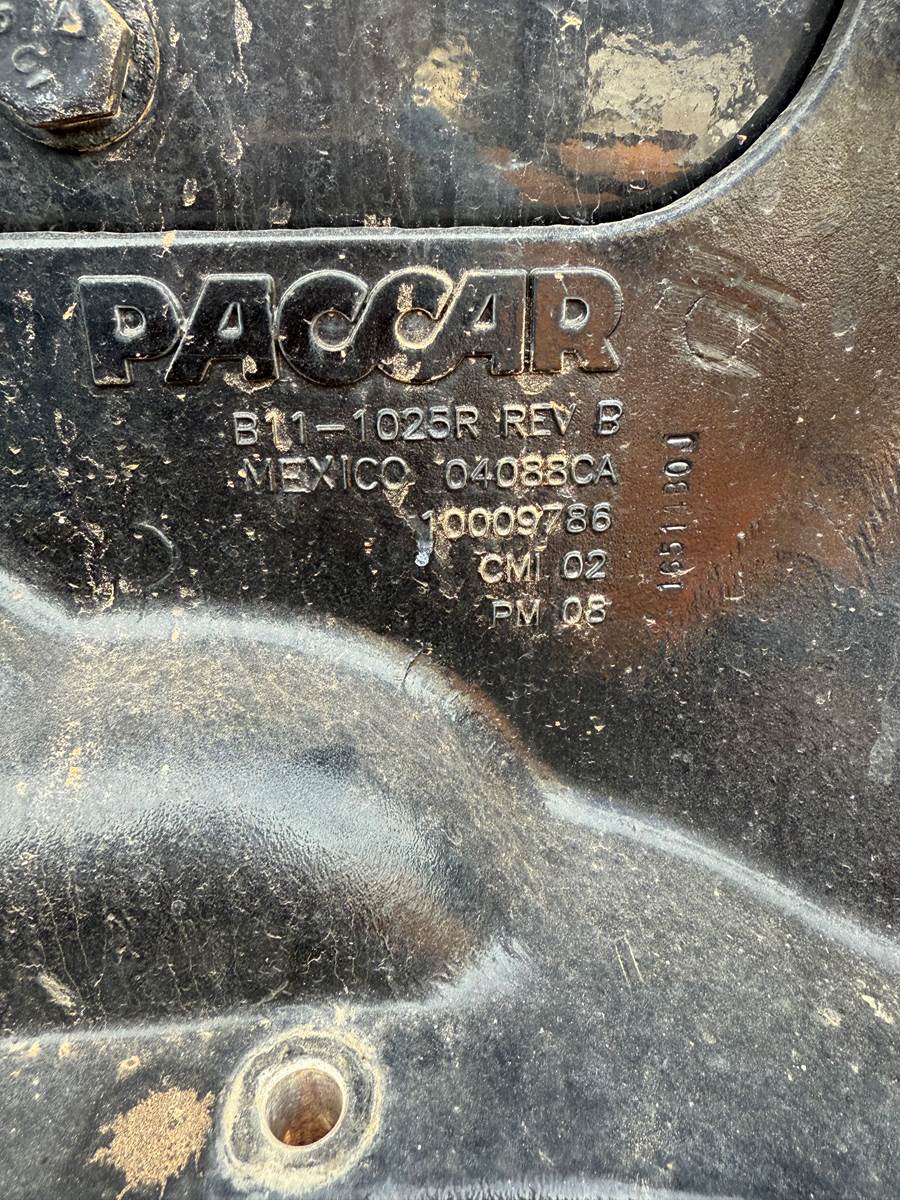 PACCAR
B11-1025R REV B
MEXICO 04088CA
10009786
CMI 02
PM 08